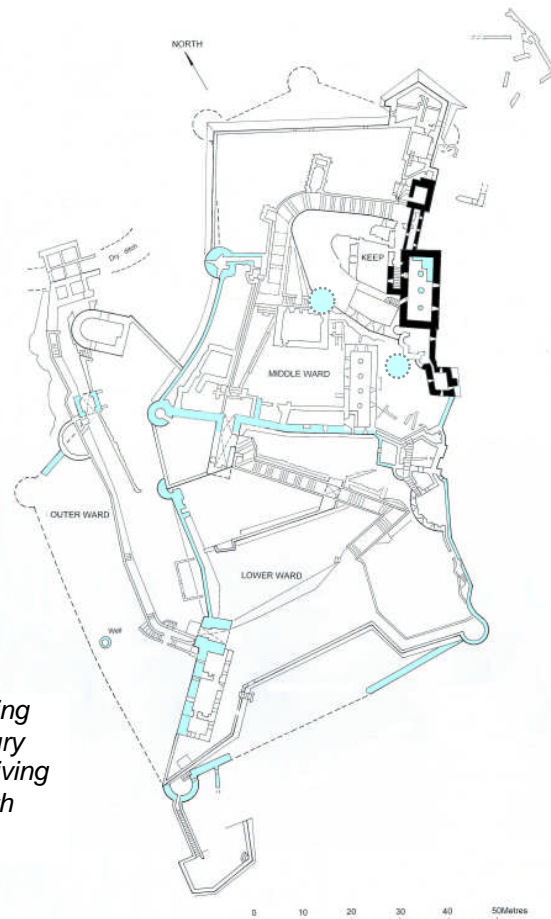 NORTH
Dry ditch
KEEP
MIDDLE WARD
OUTER WARD
LOWER WARD
Well
0 10 20 30 40 50Metres